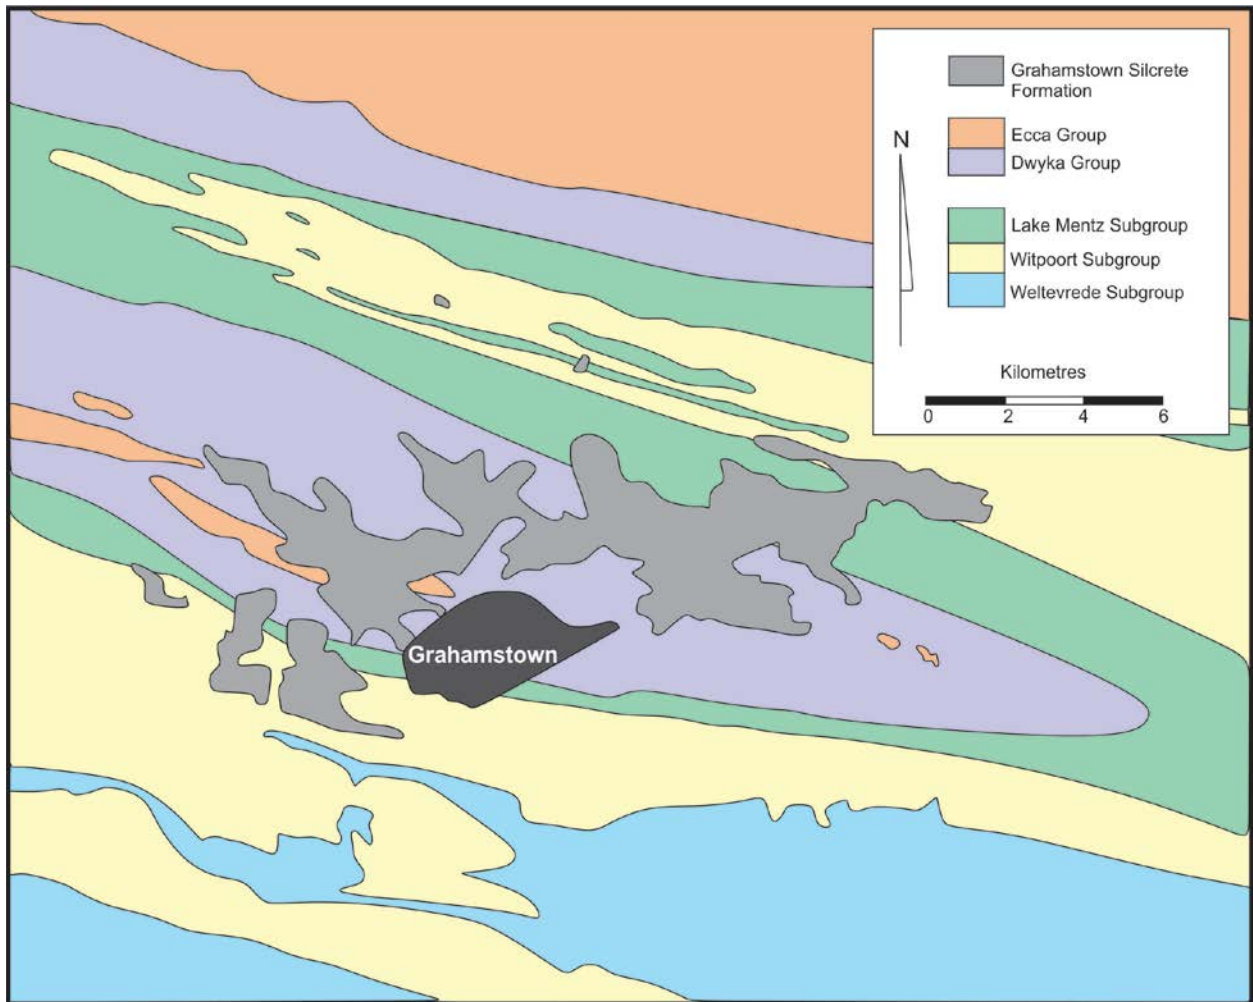 Grahamstown Silcrete
Formation
Ecca Group
Dwyka Group
N
Lake Mentz Subgroup
Witpoort Subgroup
Weltevrede Subgroup
Kilometres
0 2 4 6
Grahamstown